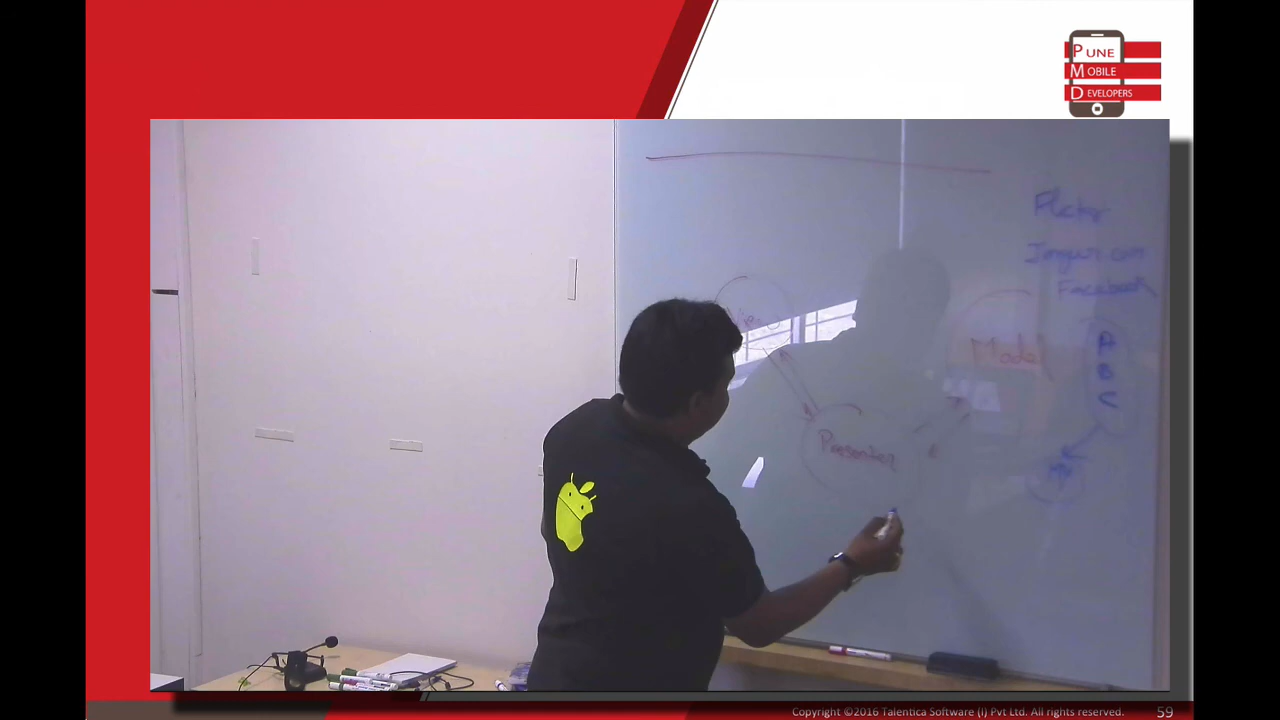 PUNE
MOBILE
DEVELOPERS
Flickr
Imgur.com
Facebook
View
Model
A
B
C
Presenter
Copyright ©2016 Talentica Software (I) Pvt Ltd. All rights reserved.
59